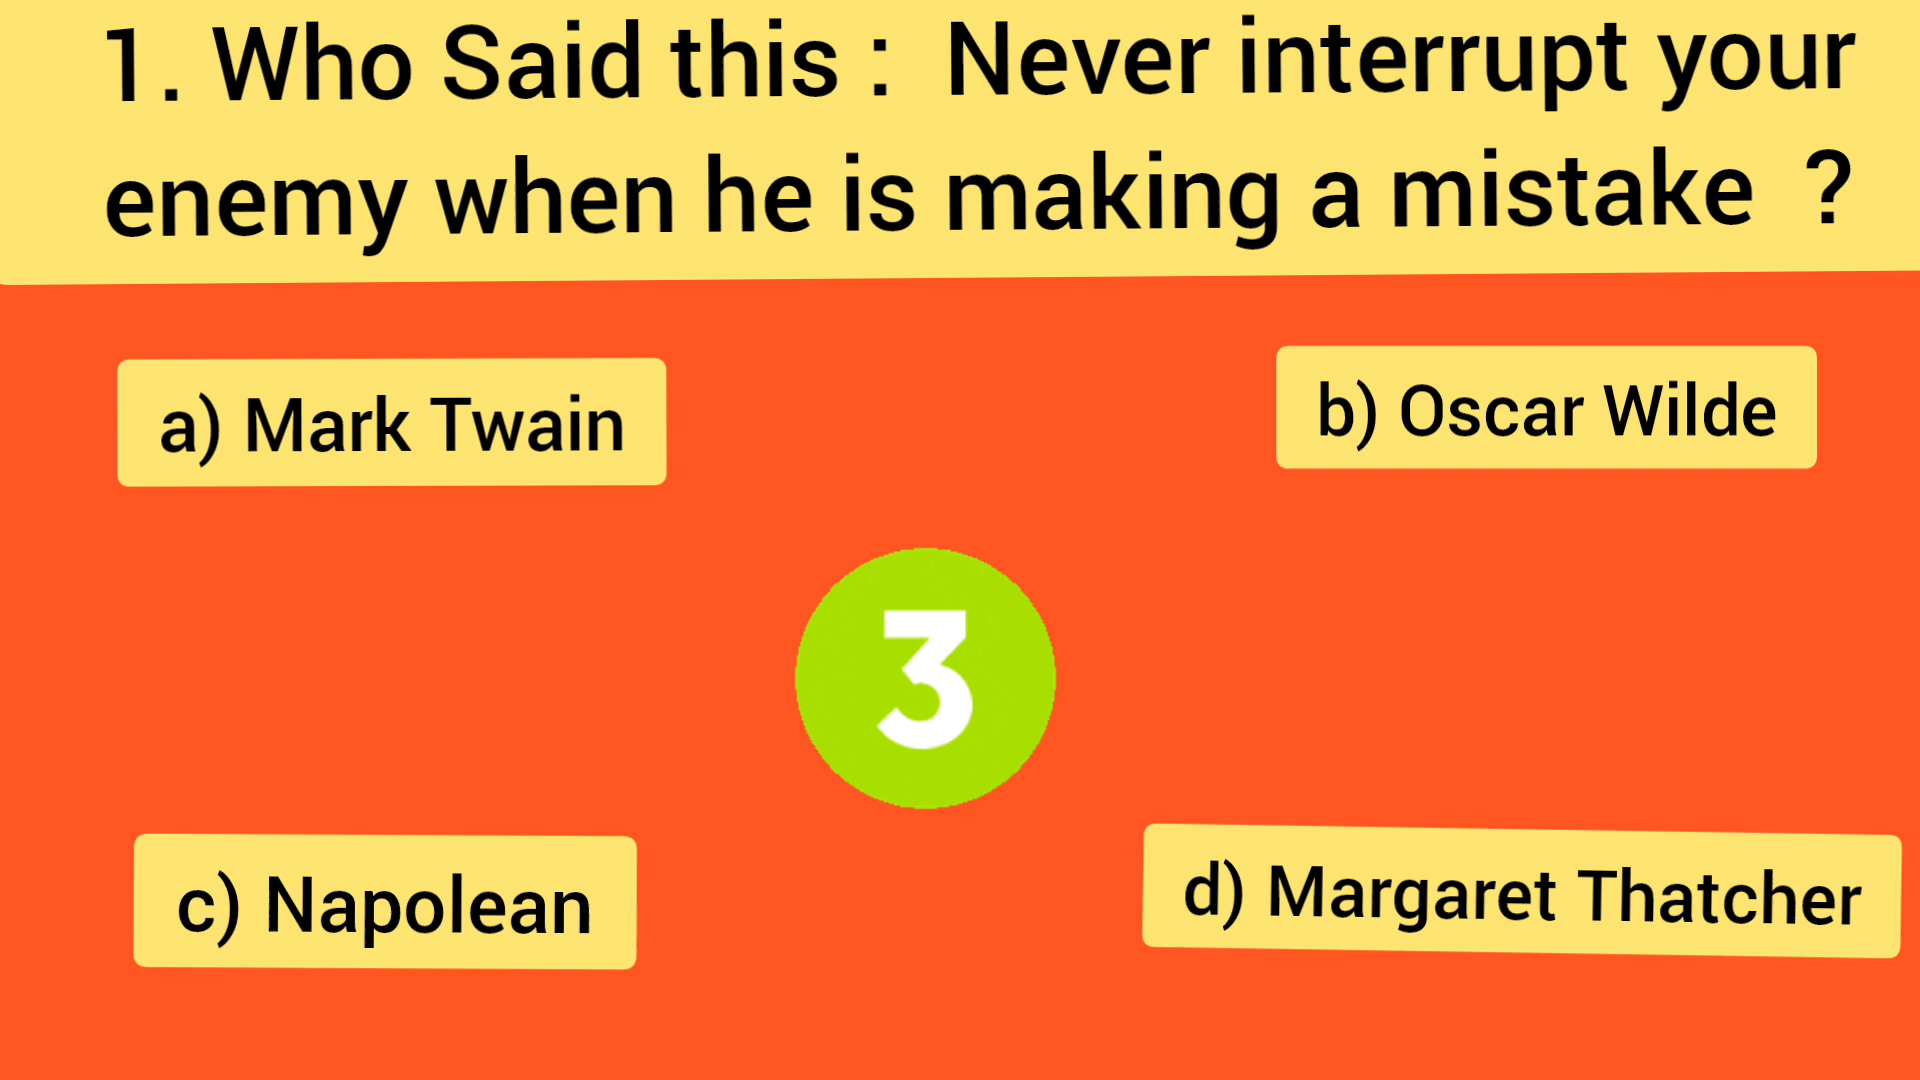 1. Who Said this :  Never interrupt your
enemy when he is making a mistake  ?
a) Mark Twain
b) Oscar Wilde
3
c) Napolean
d) Margaret Thatcher